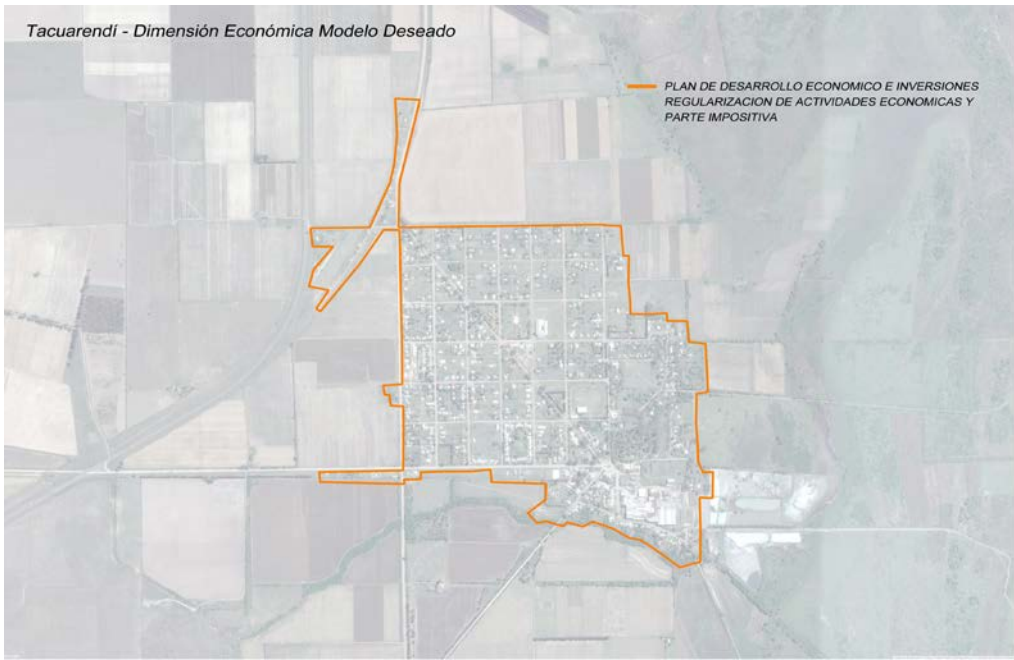 Tacuarendí - Dimensión Económica Modelo Deseado
PLAN DE DESARROLLO ECONOMICO E INVERSIONES
REGULARIZACION DE ACTIVIDADES ECONOMICAS Y
PARTE IMPOSITIVA